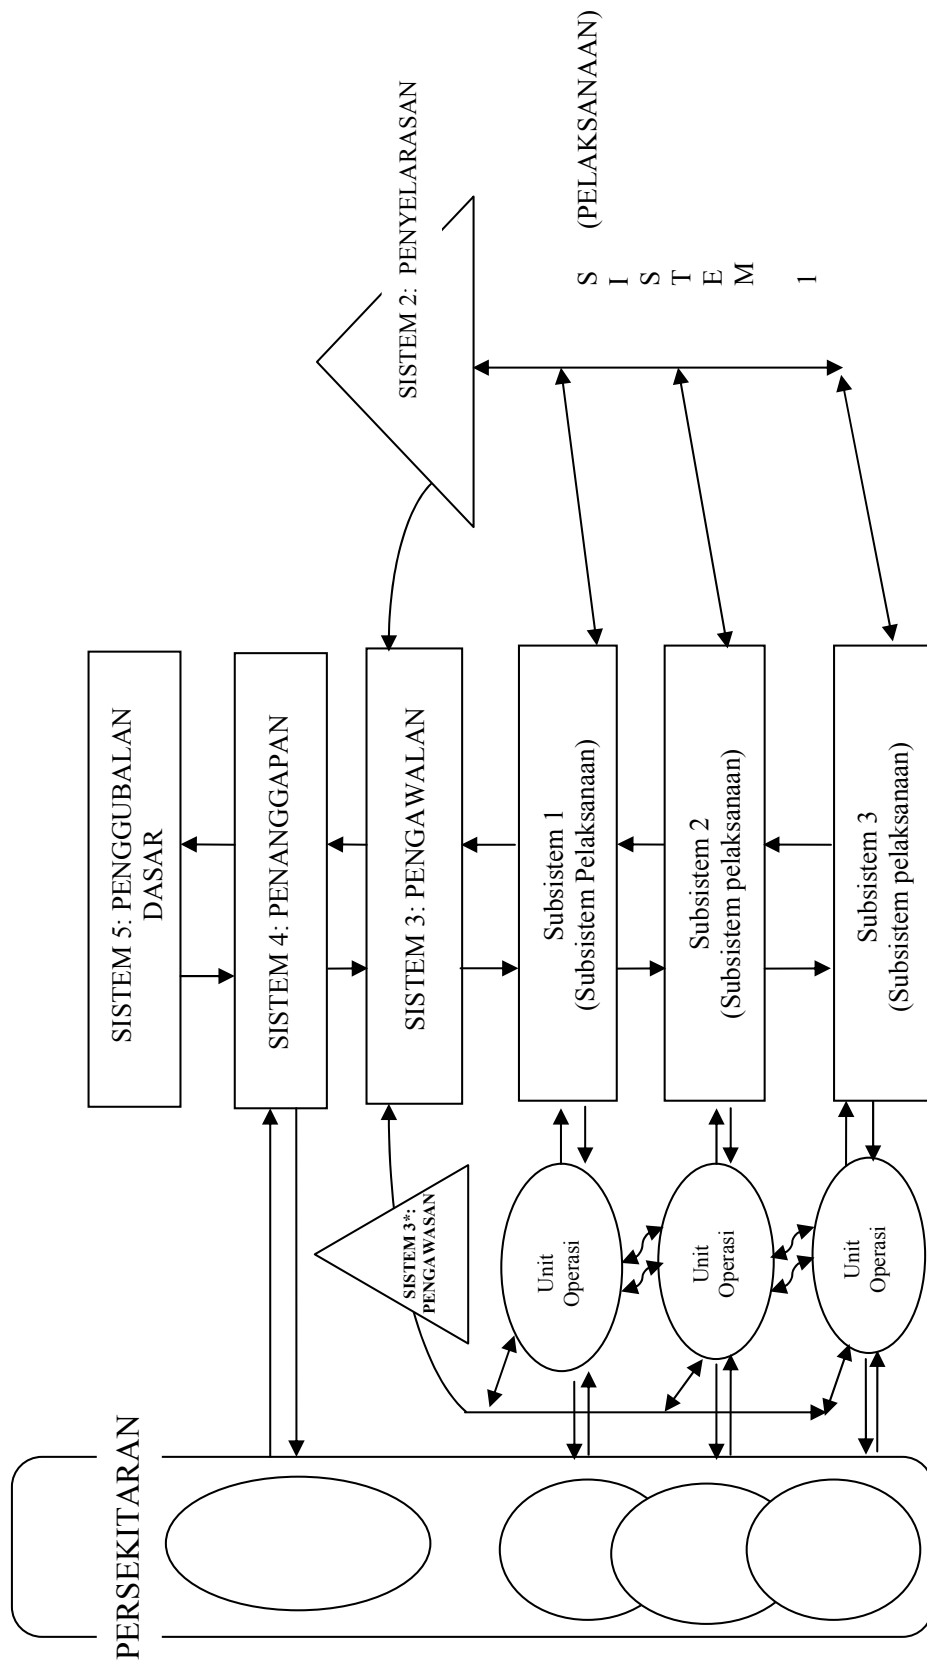 PERSEKITARAN
SISTEM 5: PENGGUBALAN
DASAR
SISTEM 4: PENANGGAPAN
SISTEM 3: PENGAWALAN
SISTEM 2:  PENYELARASAN
SISTEM 3*:
PENGAWASAN
Unit
Operasi
Subsistem 1
(Subsistem Pelaksanaan)
Unit
Operasi
Subsistem 2
(Subsistem pelaksanaan)
Unit
Operasi
Subsistem 3
(Subsistem pelaksanaan)
S
I
S
T
E
M
1
(PELAKSANAAN)